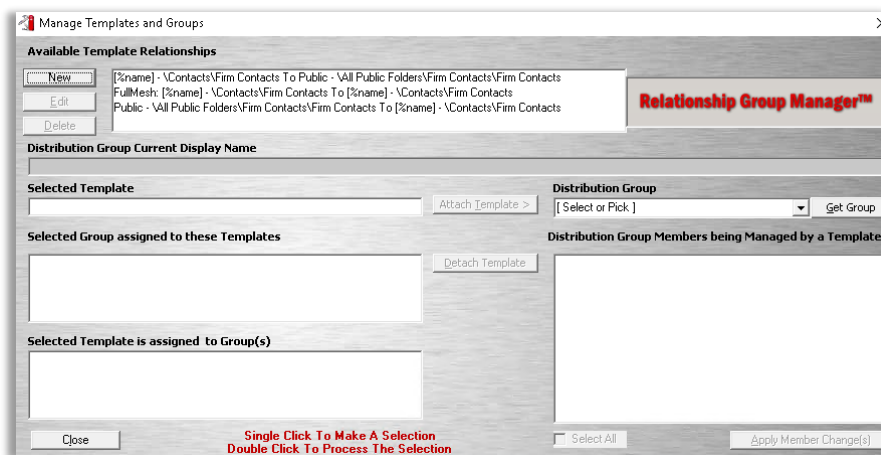 Manage Templates and Groups
Available Template Relationships
New
Edit
Delete
[%name] - \Contacts\Firm Contacts To Public - \All Public Folders\Firm Contacts\Firm Contacts
FullMesh: [%name] - \Contacts\Firm Contacts To [%name] - \Contacts\Firm Contacts
Public - \All Public Folders\Firm Contacts\Firm Contacts To [%name] - \Contacts\Firm Contacts
Relationship Group Manager™
Distribution Group Current Display Name
Selected Template
Attach Template >
Distribution Group
[ Select or Pick ]
Get Group
Selected Group assigned to these Templates
Detach Template
Distribution Group Members being Managed by a Template
Selected Template is assigned to Group(s)
Close
Single Click To Make A Selection
Double Click To Process The Selection
Select All
Apply Member Change(s)